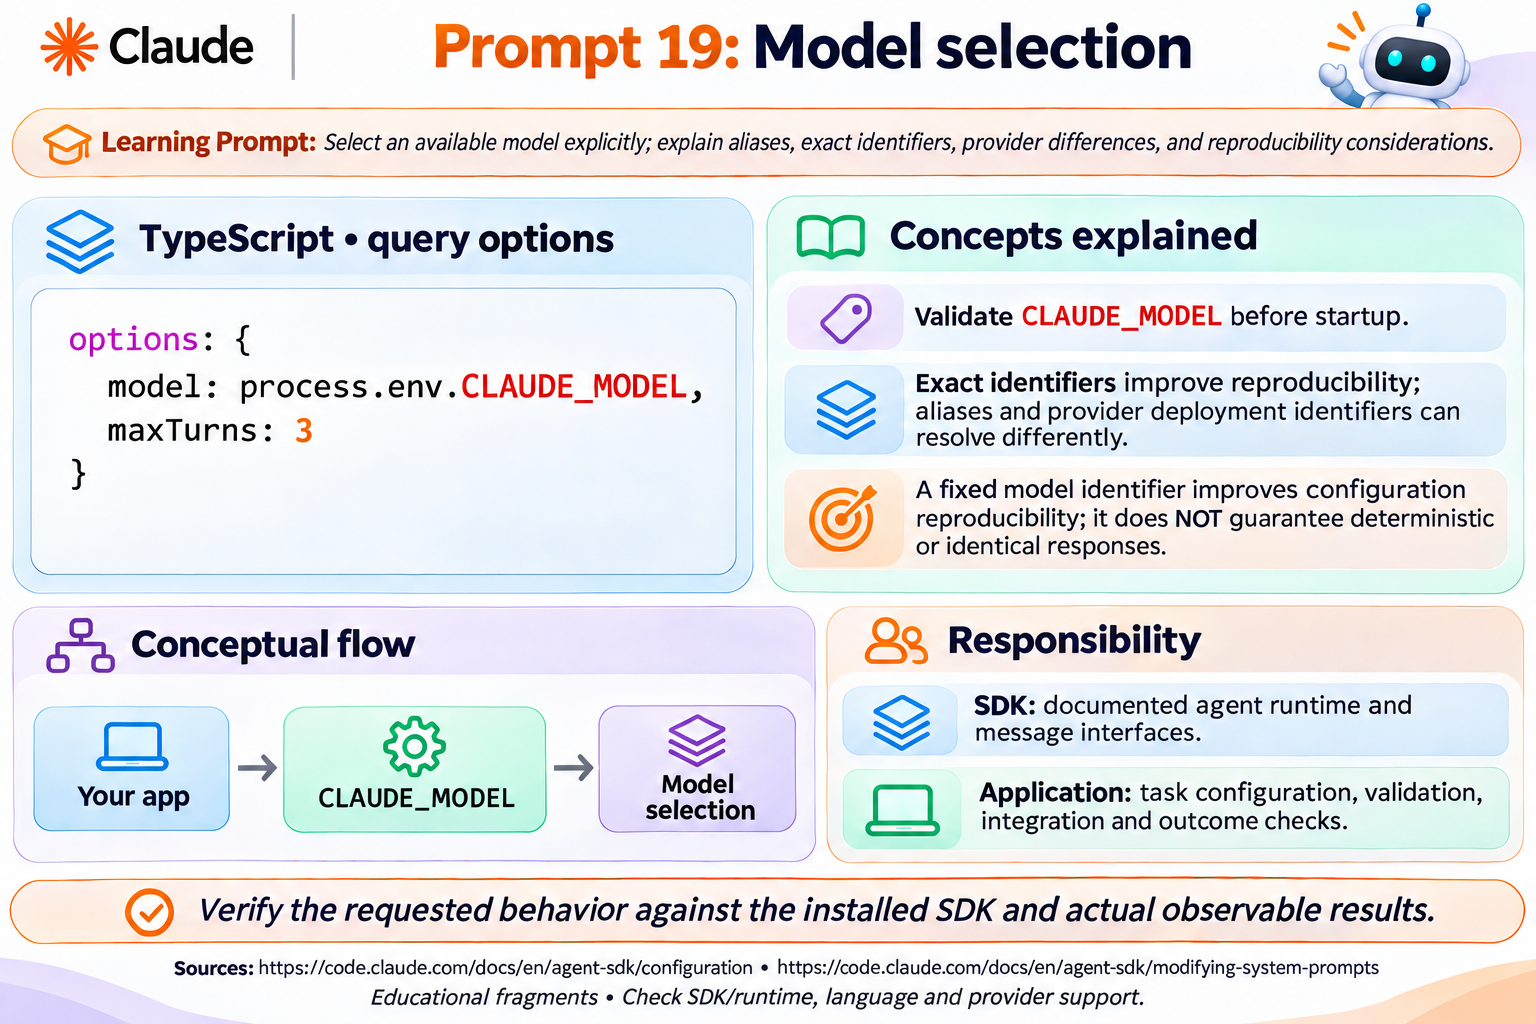 Claude
Prompt 19: Model selection
Learning Prompt: Select an available model explicitly; explain aliases, exact identifiers, provider differences, and reproducibility considerations.
TypeScript • query options
options: {
  model: process.env.CLAUDE_MODEL,
  maxTurns: 3
}
Concepts explained
Validate CLAUDE_MODEL before startup.
Exact identifiers improve reproducibility;
aliases and provider deployment identifiers can
resolve differently.
A fixed model identifier improves configuration
reproducibility; it does NOT guarantee deterministic
or identical responses.
Conceptual flow
Your app
CLAUDE_MODEL
Model
selection
Responsibility
SDK: documented agent runtime and
message interfaces.
Application: task configuration, validation,
integration and outcome checks.
Verify the requested behavior against the installed SDK and actual observable results.
Sources: https://code.claude.com/docs/en/agent-sdk/configuration • https://code.claude.com/docs/en/agent-sdk/modifying-system-prompts
Educational fragments • Check SDK/runtime, language and provider support.